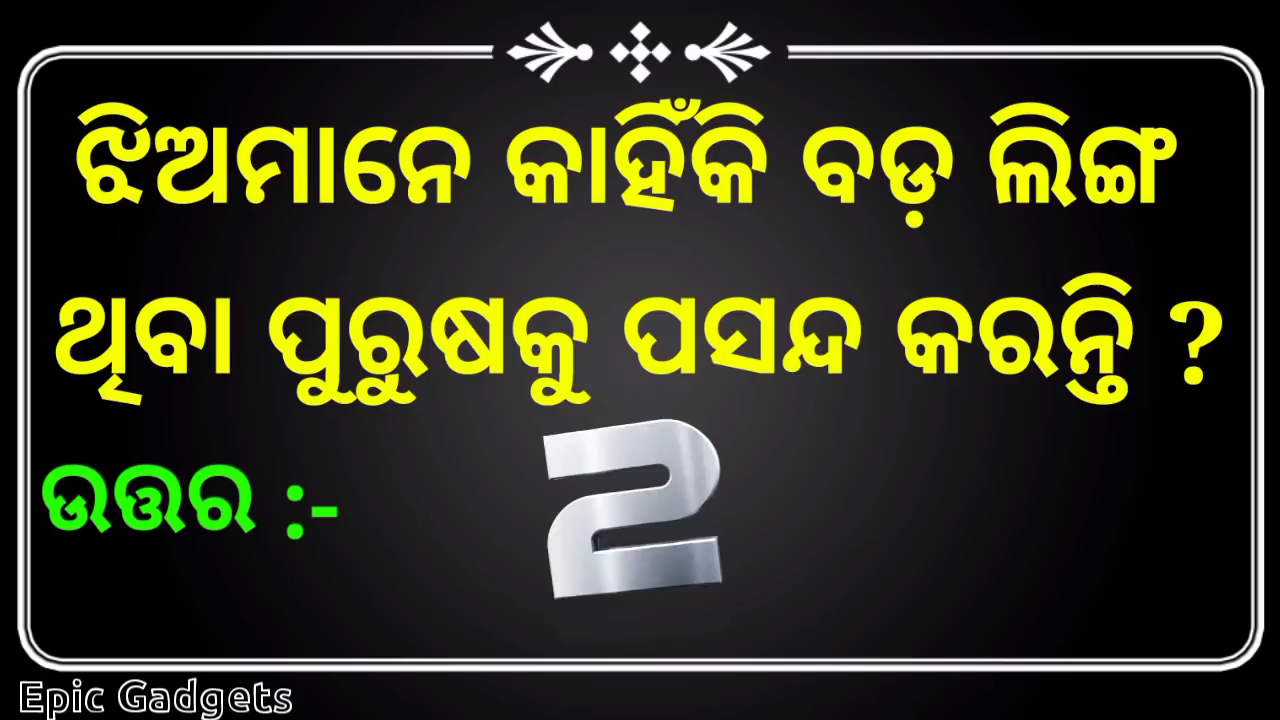 ଝିଅମାନେ କାହିଁକି ବଡ଼ ଲିଙ୍ଗ
ଥିବା ପୁରୁଷକୁ ପସନ୍ଦ କରନ୍ତି ?
ଉତ୍ତର :-
2
Epic Gadgets